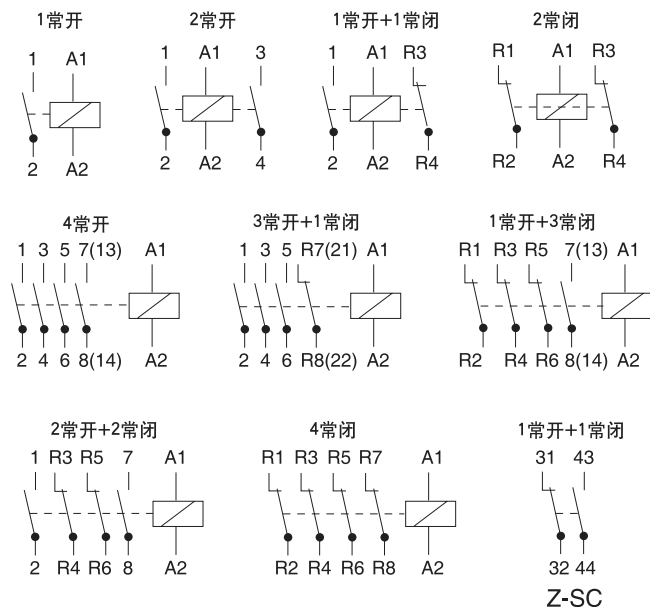 1常开 2常开 1常开+1常闭 2常闭
1 A1 1 A1 3 1 A1 R3 R1 A1 R3
2 A2 2 A2 4 2 A2 R4 R2 A2 R4
4常开 3常开+1常闭 1常开+3常闭
1 3 5 7(13) A1 1 3 5 R7(21) A1 R1 R3 R5 7(13) A1
2 4 6 8(14) A2 2 4 6 R8(22) A2 R2 R4 R6 8(14) A2
2常开+2常闭 4常闭 1常开+1常闭
1 R3 R5 7 A1 R1 R3 R5 R7 A1 31 43
2 R4 R6 8 A2 R2 R4 R6 R8 A2 32 44
Z-SC